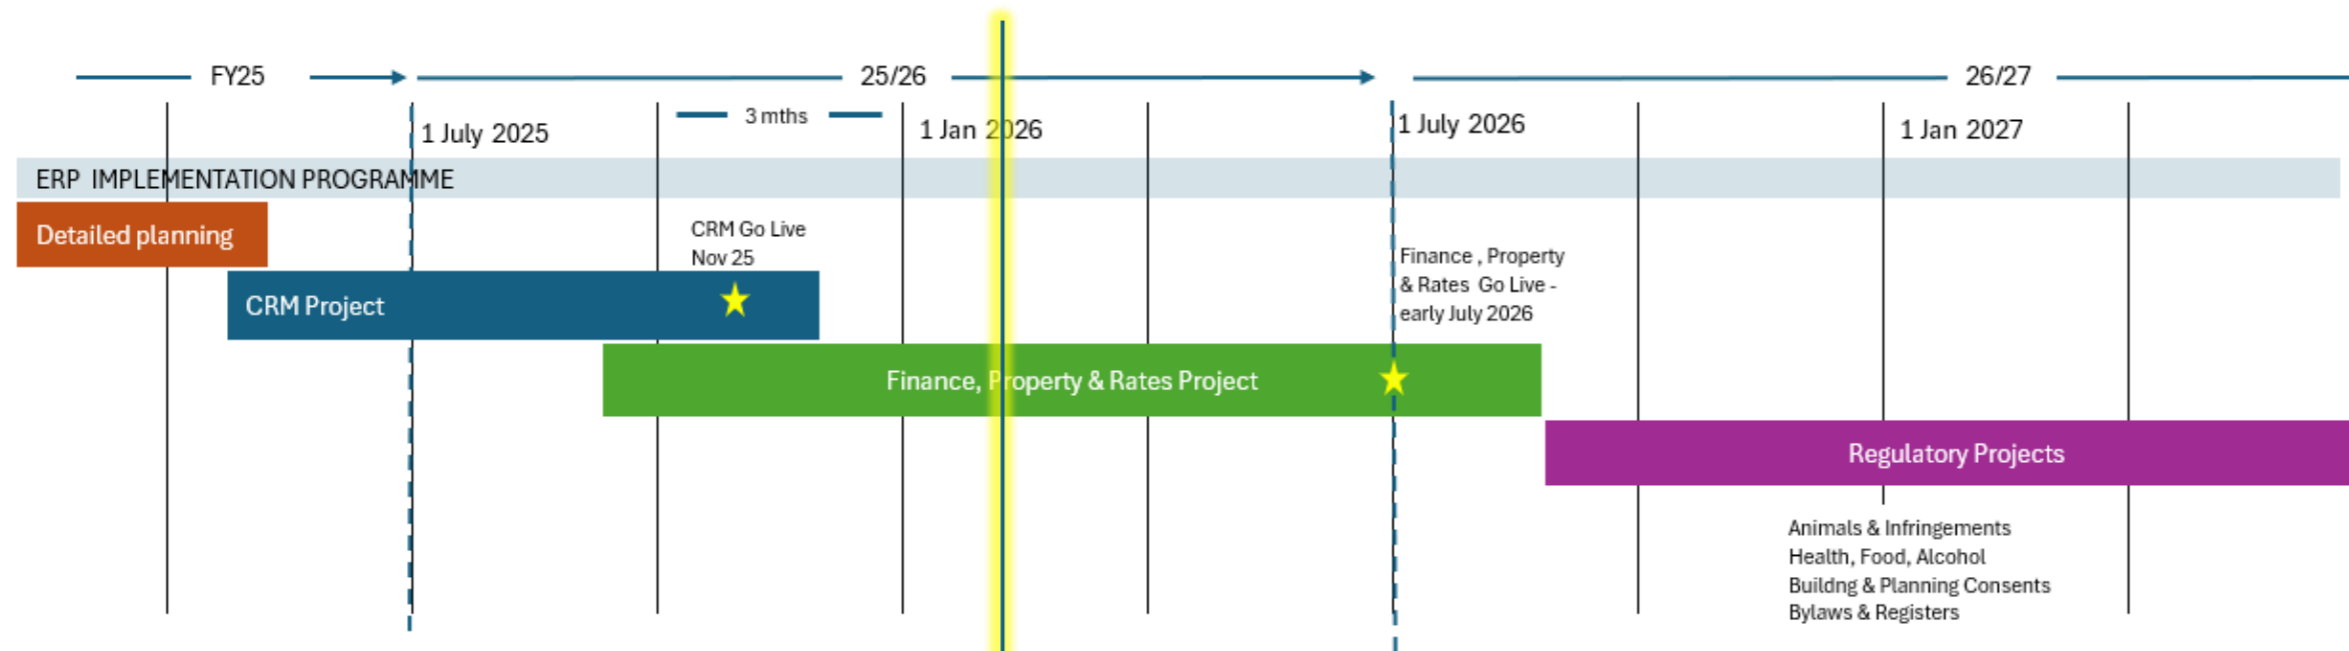 FY25
25/26
26/27
3 mths
1 July 2025
1 Jan 2026
1 July 2026
1 Jan 2027
ERP IMPLEMENTATION PROGRAMME
Detailed planning
CRM Go Live
Nov 25
CRM Project
Finance , Property
& Rates Go Live -
early July 2026
Finance, Property & Rates Project
Regulatory Projects
Animals & Infringements
Health, Food, Alcohol
Buildng & Planning Consents
Bylaws & Registers